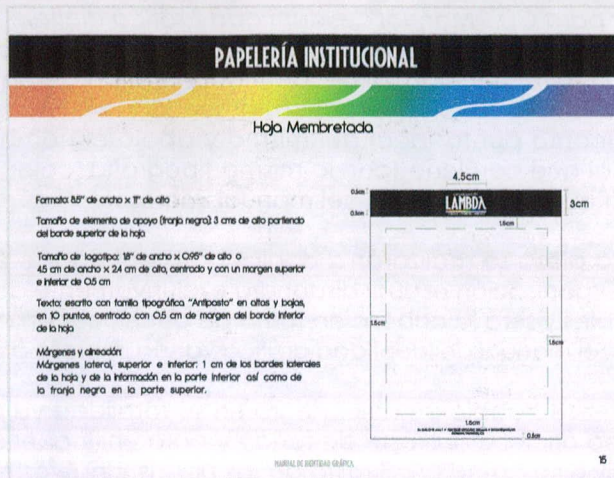 PAPELERÍA INSTITUCIONAL
Hoja Membretada
Formato: 8.5" de ancho x 11" de alto
Tamaño de elemento de apoyo (franja negra): 3 cms de alto partiendo
del borde superior de la hoja
Tamaño de logotipo: 1.8" de ancho x 0.95" de alto o
4.5 cm de ancho x 2.4 cm de alto, centrado y con un margen superior
e inferior de 0.5 cm
Texto: escrito con familia tipográfica "Antipasto" en altas y bajas,
en 10 puntos, centrado con 0.5 cm de margen del borde inferior
de la hoja
Márgenes y alineación:
Márgenes lateral, superior e inferior: 1 cm de los bordes laterales
de la hoja y de la información en la parte inferior así como de
la franja negra en la parte superior.
4.5cm
0.5cm
LAMBDA
3cm
0.5cm
1.5cm
1.5cm
1.5cm
1.5cm
0.5cm
MANUAL DE IDENTIDAD GRÁFICA
15